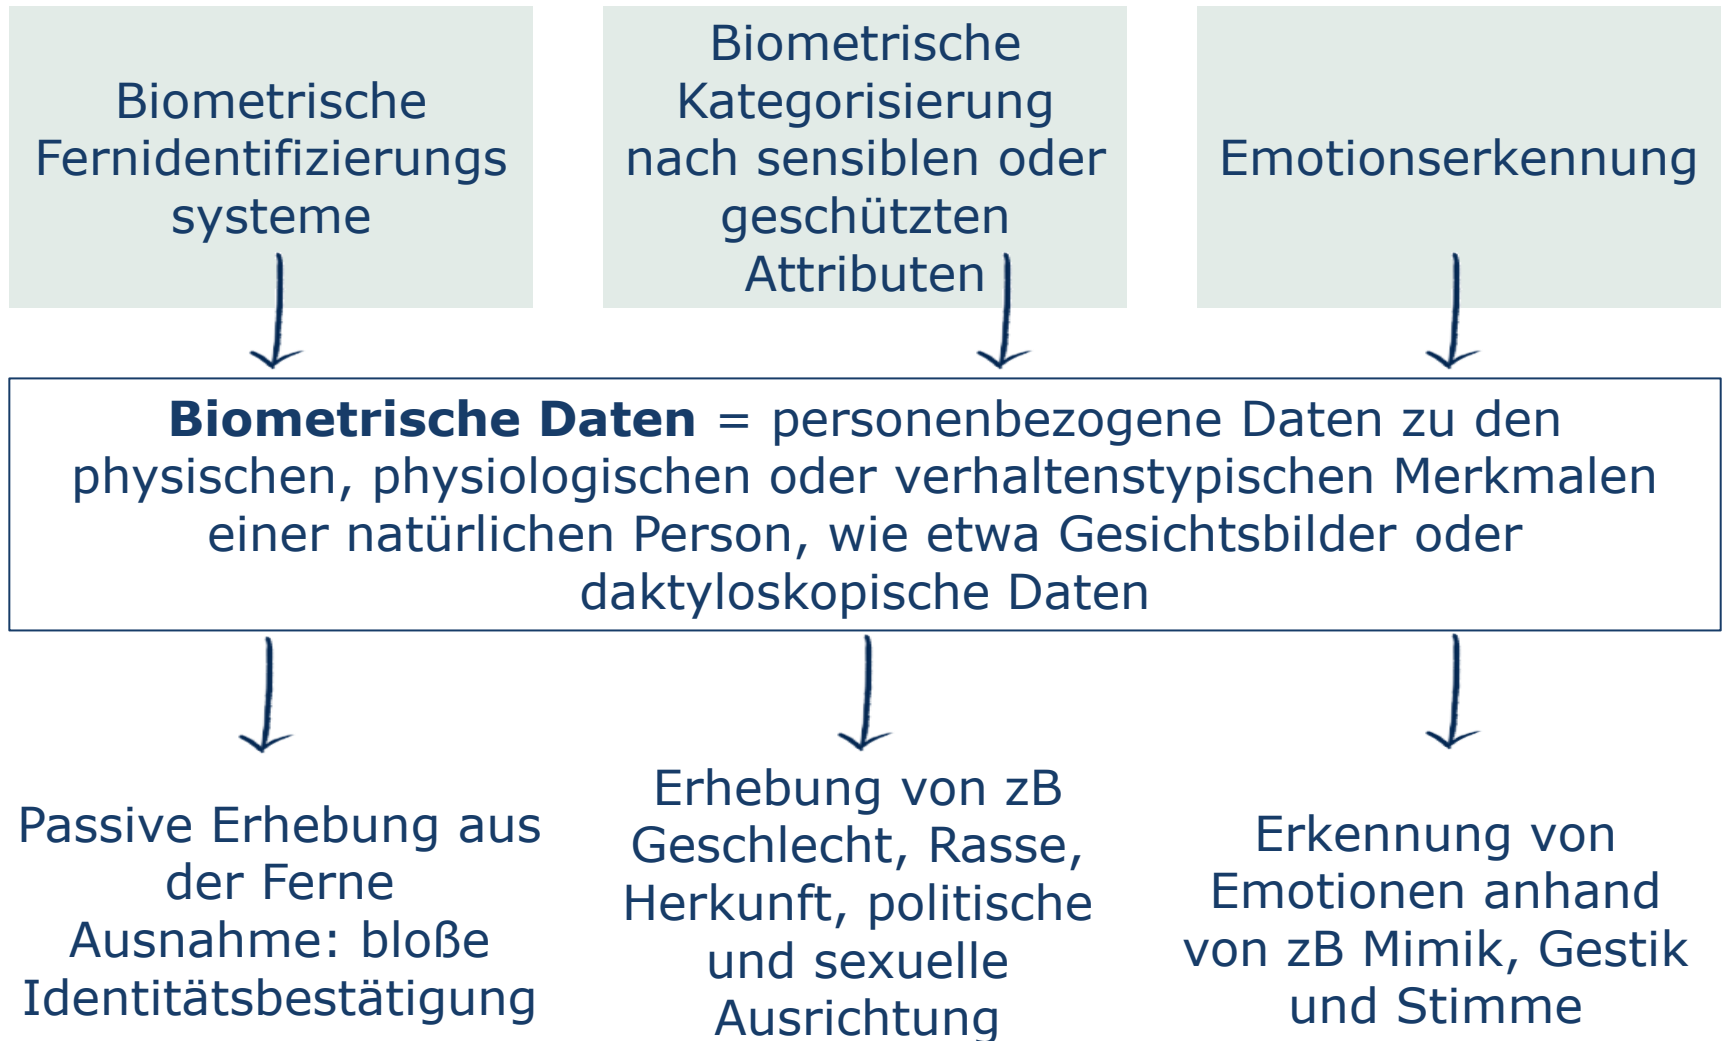 Biometrische
Fernidentifizierungs
systeme
Biometrische
Kategorisierung
nach sensiblen oder
geschützten
Attributen
Emotionserkennung
Biometrische Daten = personenbezogene Daten zu den
physischen, physiologischen oder verhaltenstypischen Merkmalen
einer natürlichen Person, wie etwa Gesichtsbilder oder
daktyloskopische Daten
Passive Erhebung aus
der Ferne
Ausnahme: bloße
Identitätsbestätigung
Erhebung von zB
Geschlecht, Rasse,
Herkunft, politische
und sexuelle
Ausrichtung
Erkennung von
Emotionen anhand
von zB Mimik, Gestik
und Stimme